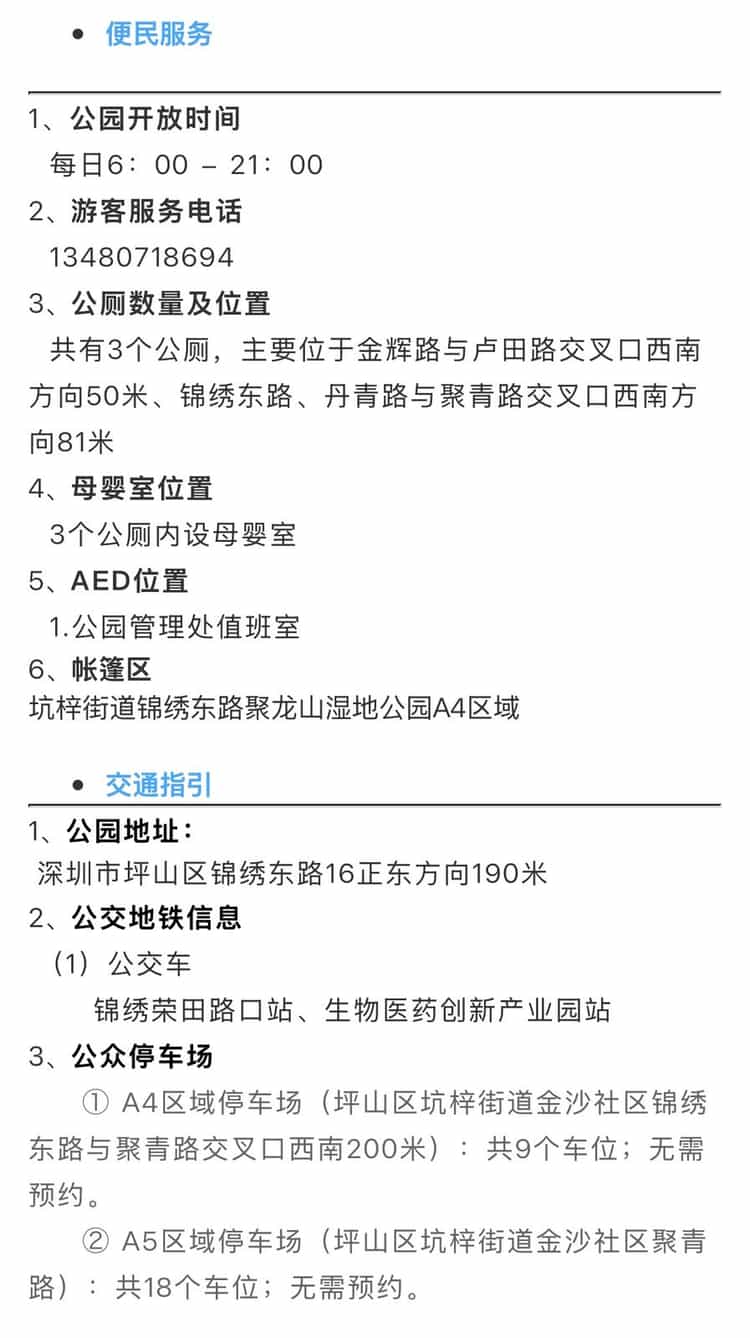 • 便民服务
1、公园开放时间
每日6：00 – 21：00
2、游客服务电话
13480718694
3、公厕数量及位置
共有3个公厕，主要位于金辉路与卢田路交叉口西南
方向50米、锦绣东路、丹青路与聚青路交叉口西南方
向81米
4、母婴室位置
3个公厕内设母婴室
5、AED位置
1.公园管理处值班室
6、帐篷区
坑梓街道锦绣东路聚龙山湿地公园A4区域
• 交通指引
1、公园地址：
深圳市坪山区锦绣东路16正东方向190米
2、公交地铁信息
（1）公交车
锦绣荣田路口站、生物医药创新产业园站
3、公众停车场
① A4区域停车场（坪山区坑梓街道金沙社区锦绣
东路与聚青路交叉口西南200米）：共9个车位；无需
预约。
② A5区域停车场（坪山区坑梓街道金沙社区聚青
路）：共18个车位；无需预约。